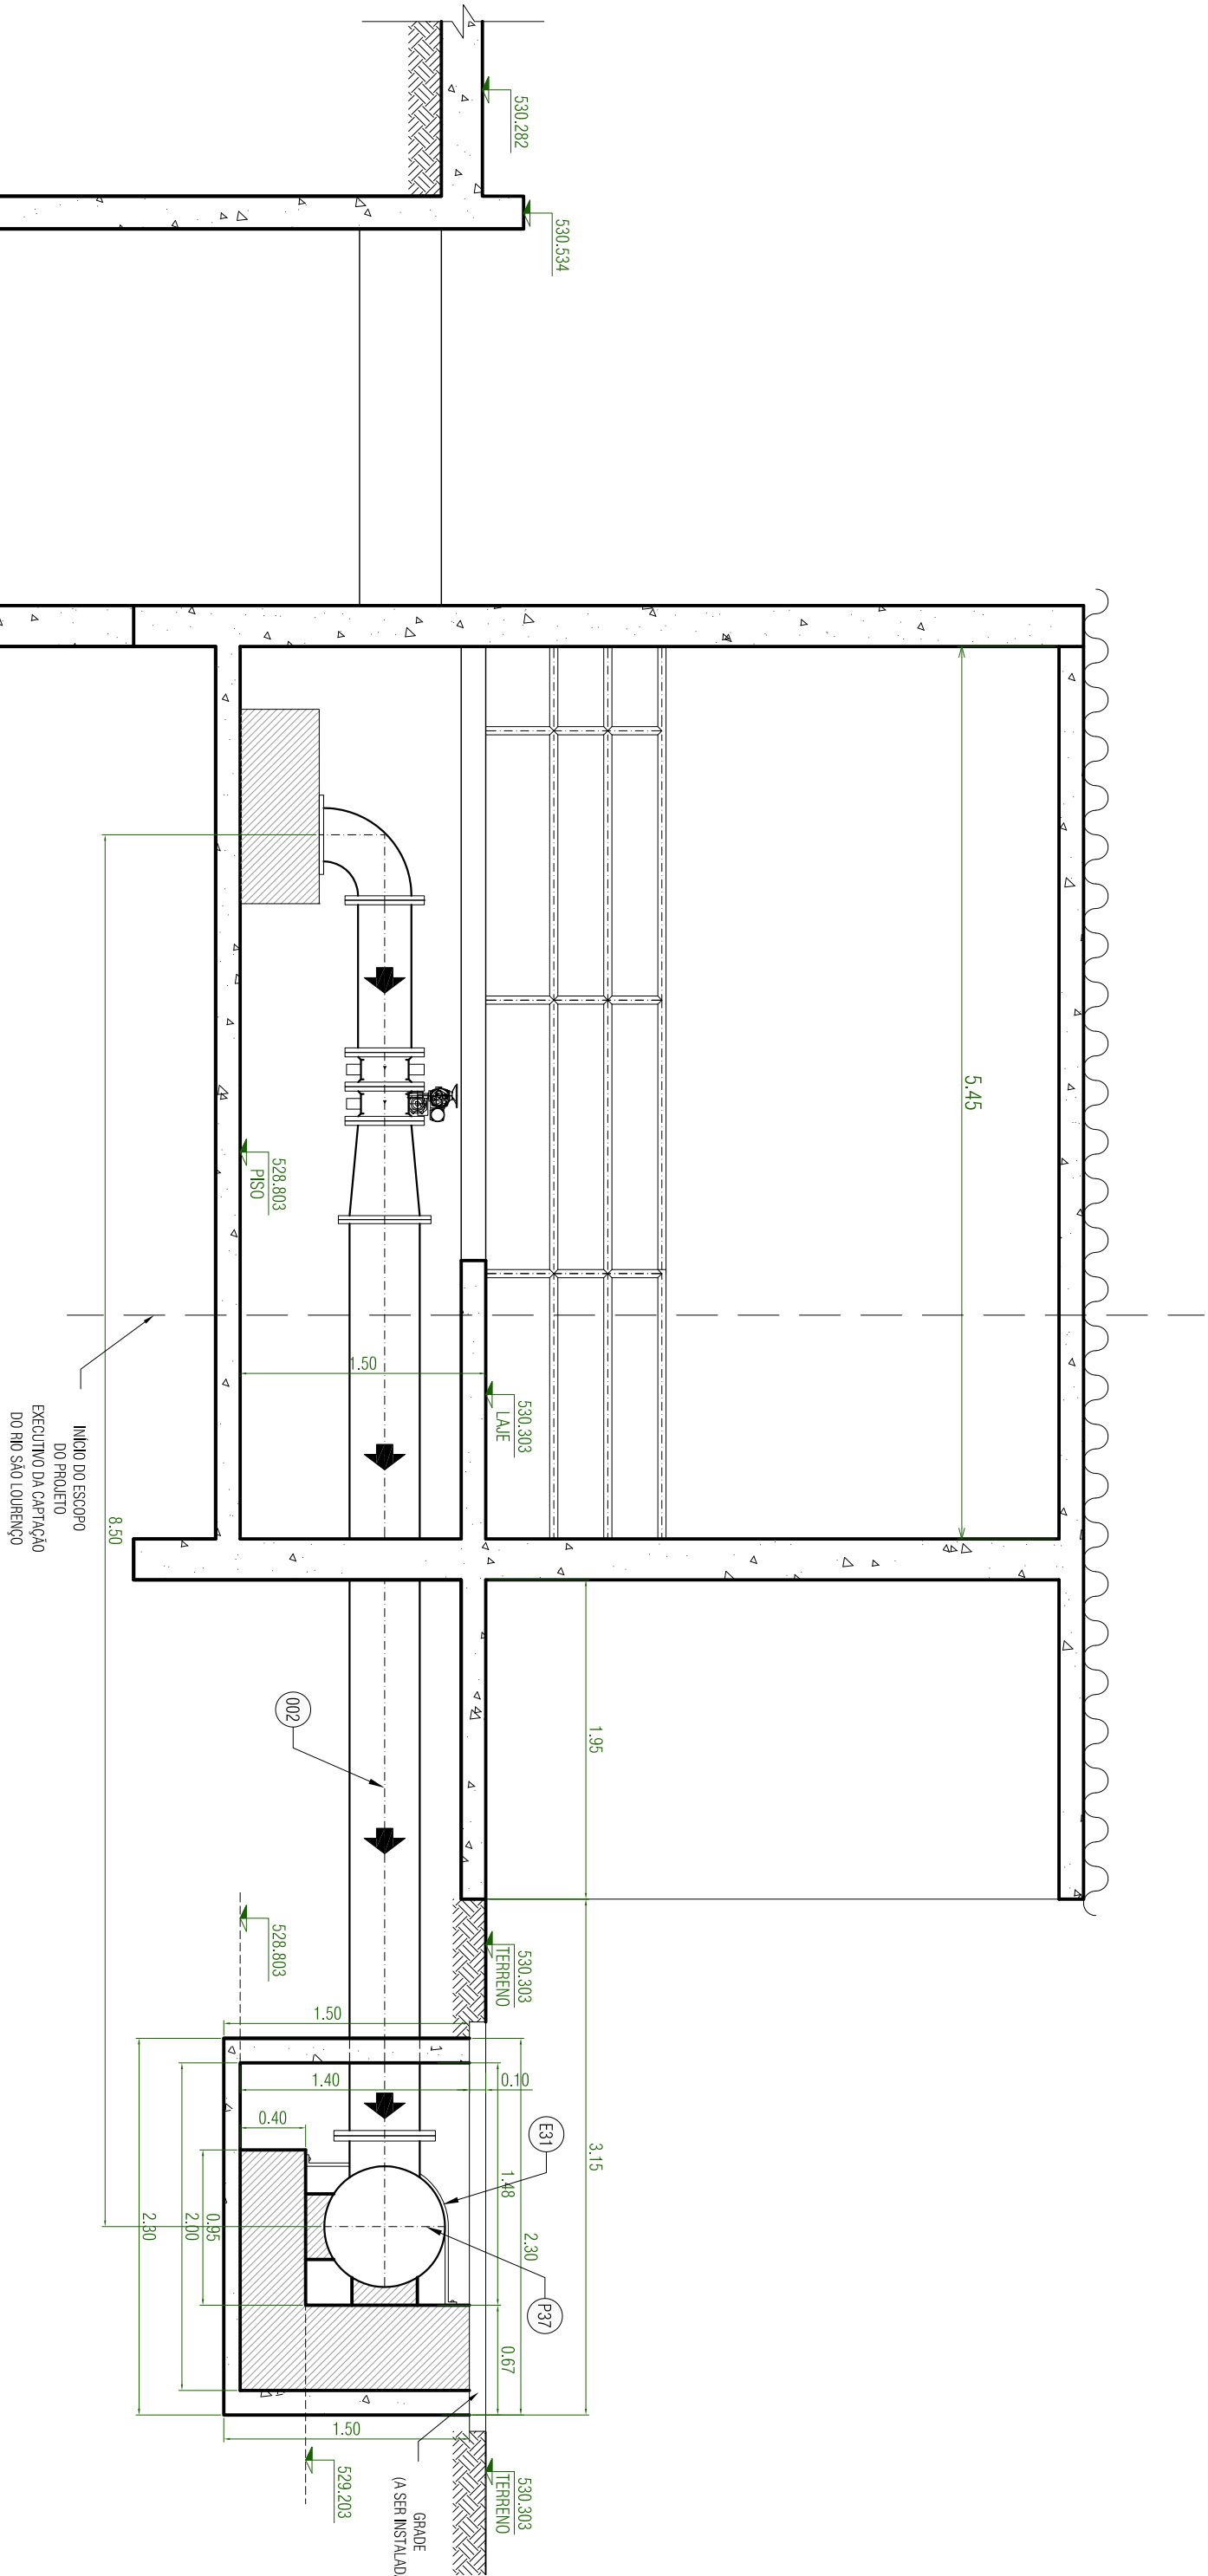 530.282
530.534
5.45
528.803
PISO
1.50
530.303
LAJE
INÍCIO DO ESCOPO
DO PROJETO
EXECUTIVO DA CAPTAÇÃO
DO RIO SÃO LOURENÇO
8.50
002
1.95
528.803
530.303
TERRENO
1.50
1.40
0.10
0.40
E31
3.15
1.48
2.30
0.95
2.00
2.30
P37
0.67
1.50
529.203
530.303
TERRENO
GRADE
(A SER INSTALAD